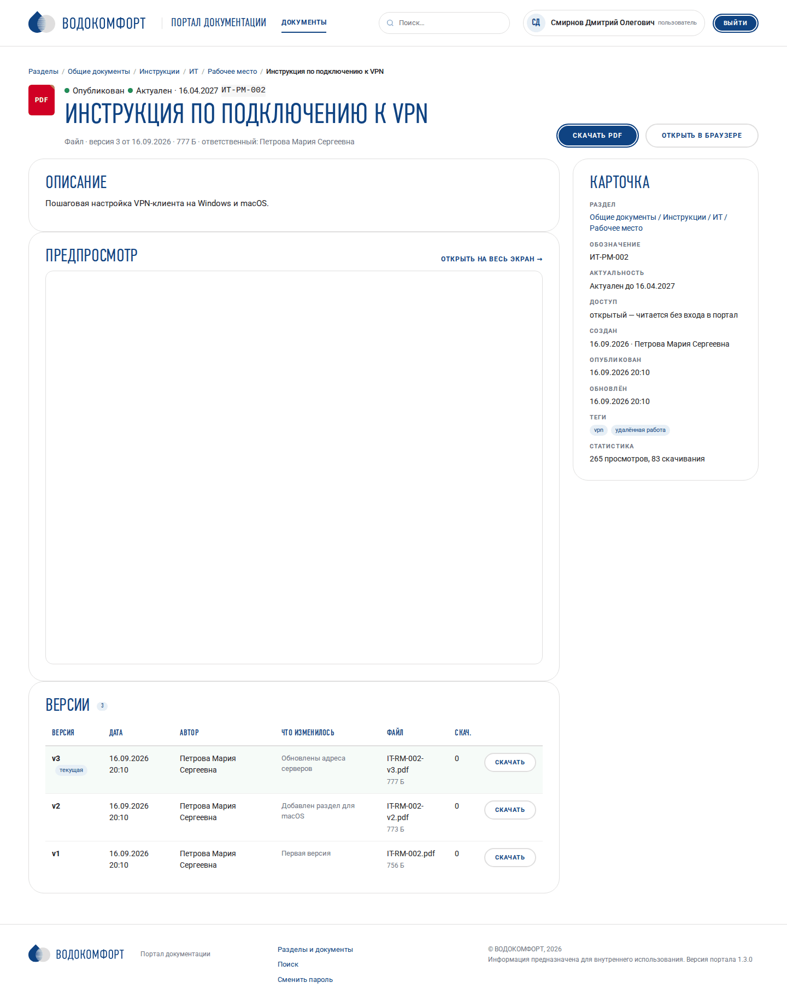 ВОДОКОМФОРТ
ПОРТАЛ ДОКУМЕНТАЦИИ
ДОКУМЕНТЫ
Поиск...
СД
Смирнов Дмитрий Олегович пользователь
ВЫЙТИ
Разделы / Общие документы / Инструкции / ИТ / Рабочее место / Инструкция по подключению к VPN
PDF
Опубликован Актуален · 16.04.2027 ИТ-РМ-002
ИНСТРУКЦИЯ ПО ПОДКЛЮЧЕНИЮ К VPN
Файл · версия 3 от 16.09.2026 · 777 Б · ответственный: Петрова Мария Сергеевна
СКАЧАТЬ PDF
ОТКРЫТЬ В БРАУЗЕРЕ
ОПИСАНИЕ
Пошаговая настройка VPN-клиента на Windows и macOS.
ПРЕДПРОСМОТР
ОТКРЫТЬ НА ВЕСЬ ЭКРАН →
ВЕРСИИ 3
ВЕРСИЯ ДАТА АВТОР ЧТО ИЗМЕНИЛОСЬ ФАЙЛ СКАЧ.
v3 16.09.2026 Петрова Мария Обновлены адреса IT-RM-002- 0 СКАЧАТЬ
текущая 20:10 Сергеевна серверов v3.pdf
777 Б
v2 16.09.2026 Петрова Мария Добавлен раздел для IT-RM-002- 0 СКАЧАТЬ
20:10 Сергеевна macOS v2.pdf
773 Б
v1 16.09.2026 Петрова Мария Первая версия IT-RM-002.pdf 0 СКАЧАТЬ
20:10 Сергеевна 756 Б
КАРТОЧКА
РАЗДЕЛ
Общие документы / Инструкции / ИТ /
Рабочее место
ОБОЗНАЧЕНИЕ
ИТ-РМ-002
АКТУАЛЬНОСТЬ
Актуален до 16.04.2027
ДОСТУП
открытый — читается без входа в портал
СОЗДАН
16.09.2026 · Петрова Мария Сергеевна
ОПУБЛИКОВАН
16.09.2026 20:10
ОБНОВЛЁН
16.09.2026 20:10
ТЕГИ
vpn удалённая работа
СТАТИСТИКА
265 просмотров, 83 скачивания
ВОДОКОМФОРТ
Портал документации
Разделы и документы
Поиск
Сменить пароль
© ВОДОКОМФОРТ, 2026
Информация предназначена для внутреннего использования. Версия портала 1.3.0